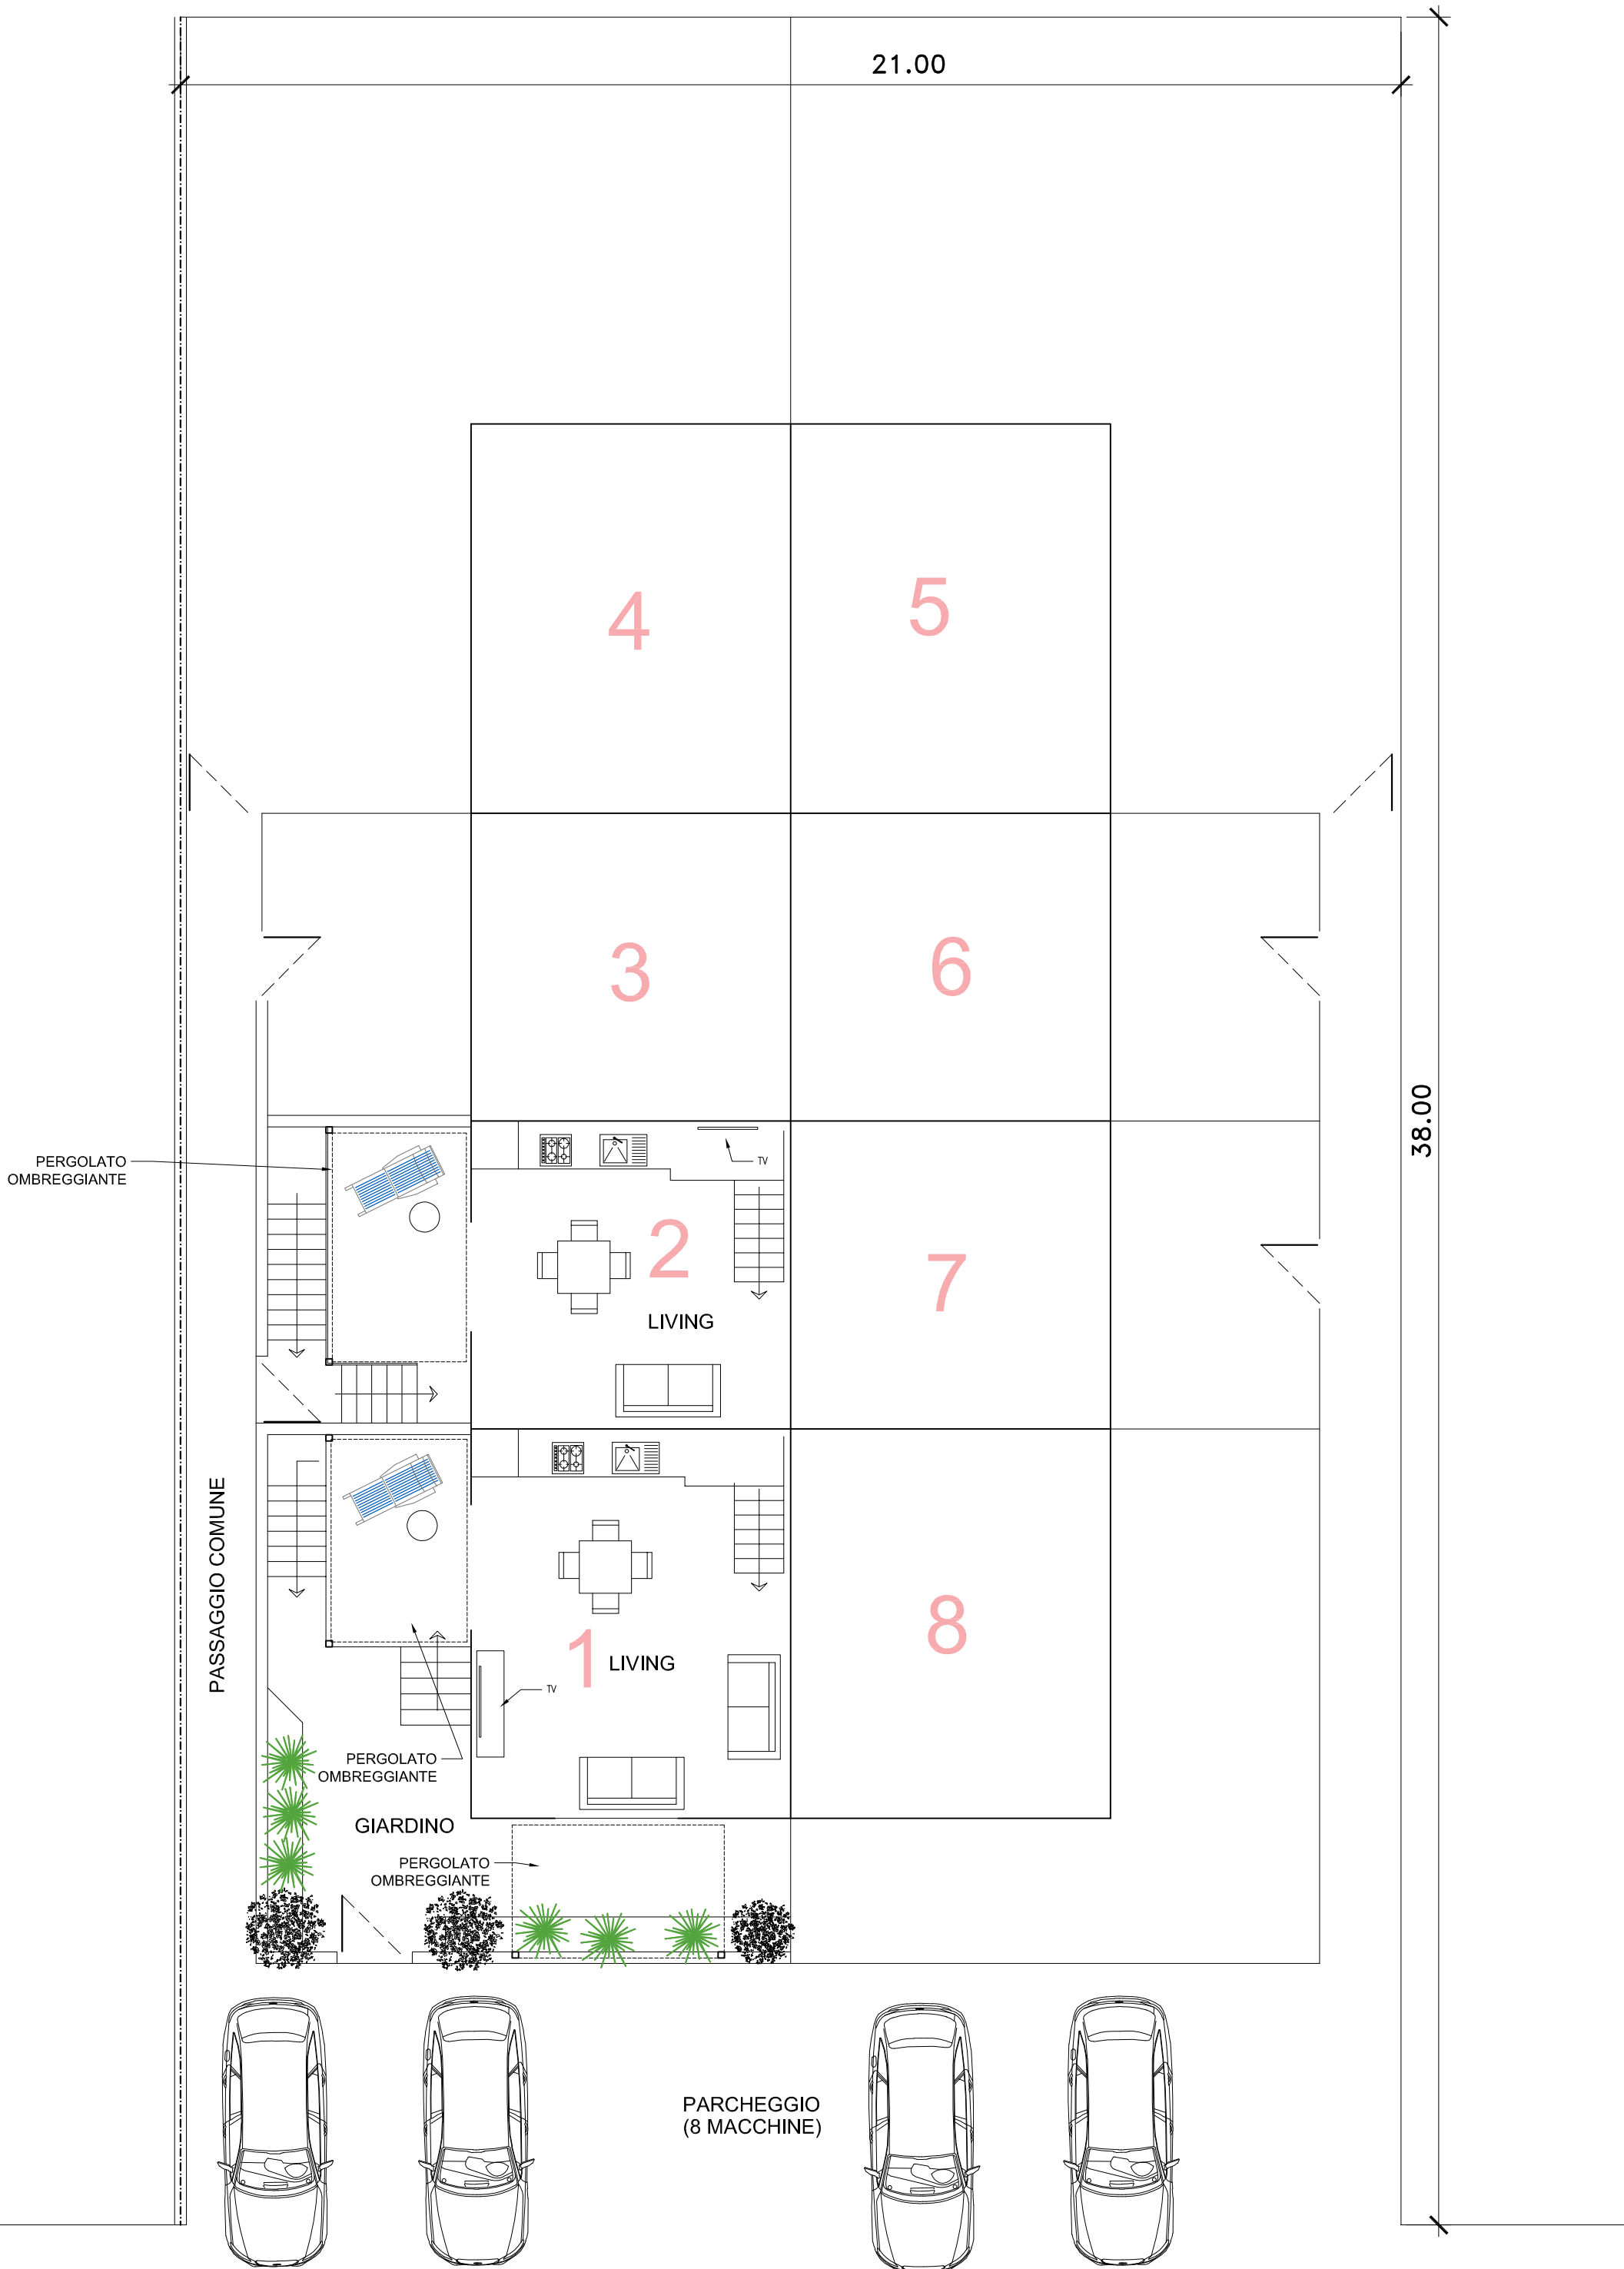 21.00
4
5
3
6
38.00
PERGOLATO
OMBREGGIANTE
TV
2
7
LIVING
PASSAGGIO COMUNE
1
LIVING
8
TV
PERGOLATO
OMBREGGIANTE
GIARDINO
PERGOLATO
OMBREGGIANTE
PARCHEGGIO
(8 MACCHINE)